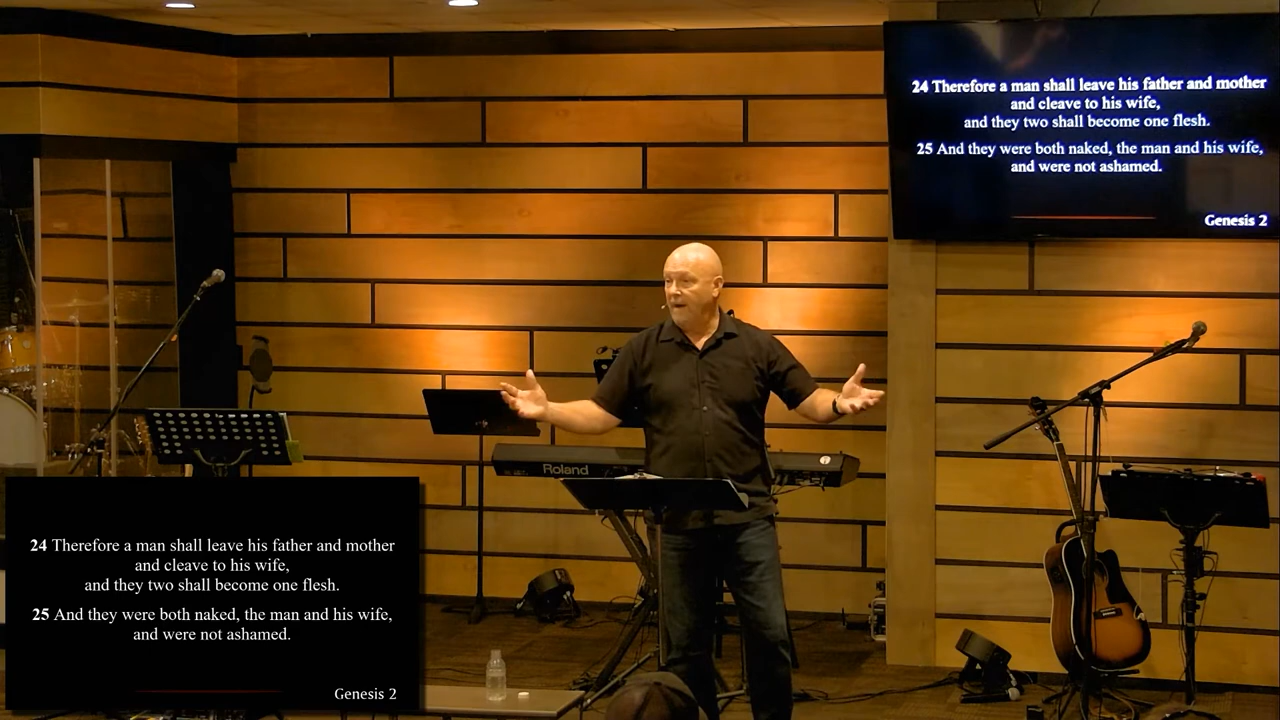 24 Therefore a man shall leave his father and mother
and cleave to his wife,
and they two shall become one flesh.
25 And they were both naked, the man and his wife,
and were not ashamed.
Genesis 2
Roland
24 Therefore a man shall leave his father and mother
and cleave to his wife,
and they two shall become one flesh.
25 And they were both naked, the man and his wife,
and were not ashamed.
Genesis 2